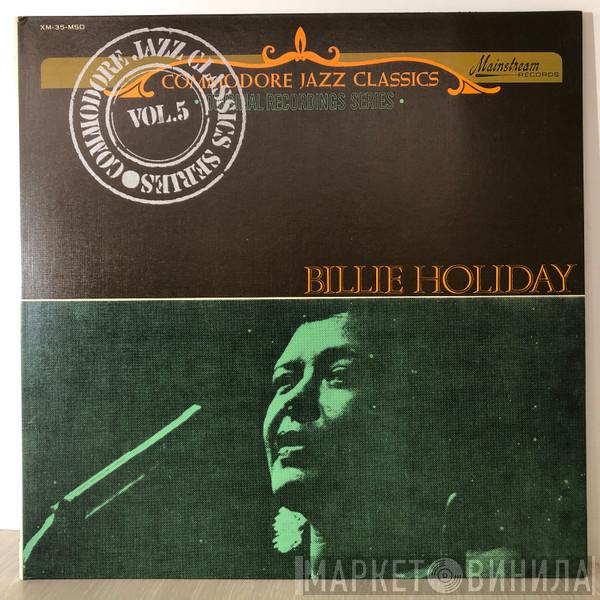 XM-35-MSD
COMMODORE JAZZ CLASSICS SERIES
VOL.5
COMMODORE JAZZ CLASSICS
• ORIGINAL RECORDINGS SERIES •
Mainstream
RECORDS
BILLIE HOLIDAY
МАРКЕТ ВИНИЛА